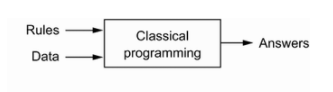 Rules
Data
Classical
programming
Answers